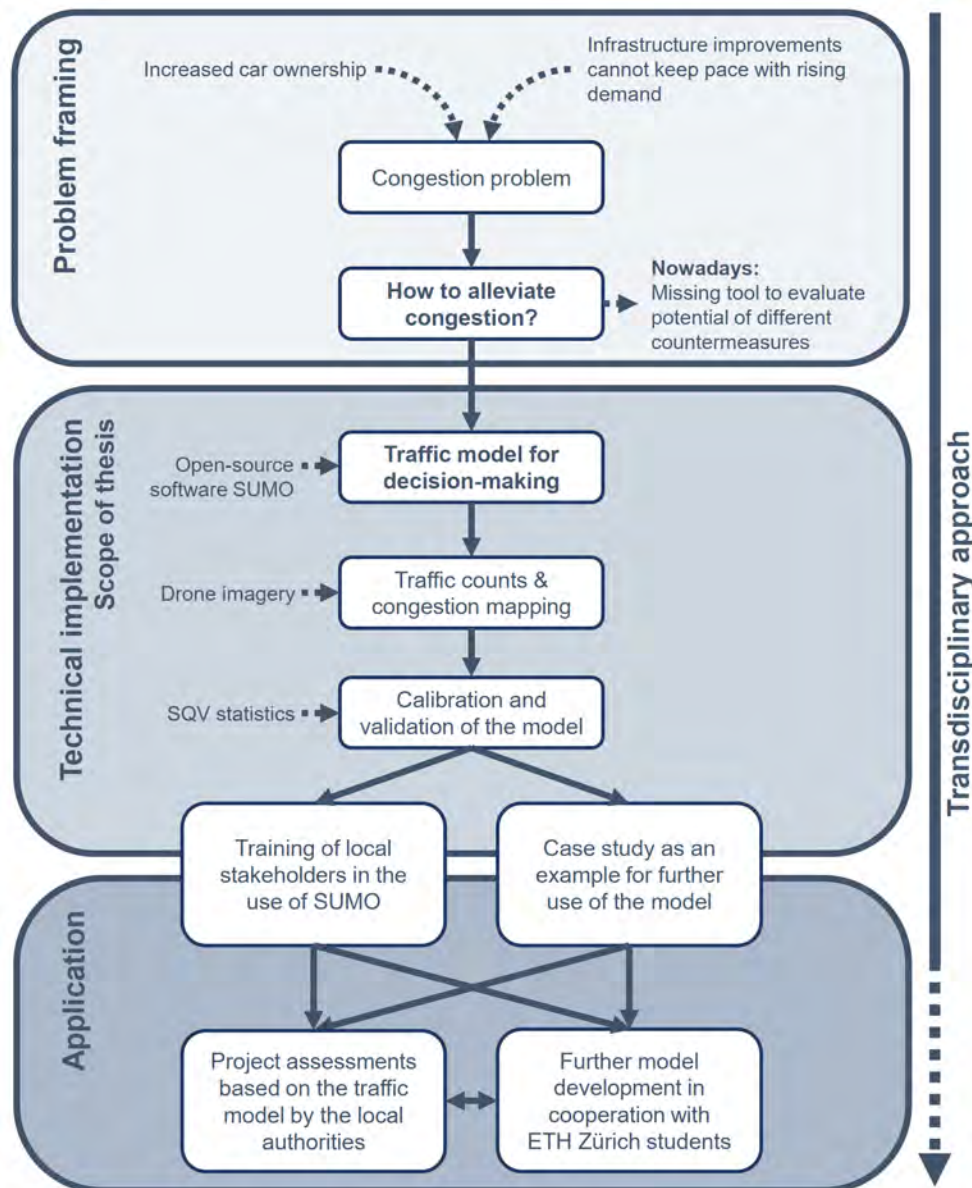 Problem framing
Increased car ownership
Infrastructure improvements
cannot keep pace with rising
demand
Congestion problem
How to alleviate
congestion?
Nowadays:
Missing tool to evaluate
potential of different
countermeasures
Technical implementation
Scope of thesis
Open-source
software SUMO
Traffic model for
decision-making
Drone imagery
Traffic counts &
congestion mapping
SQV statistics
Calibration and
validation of the model
Training of local
stakeholders in the
use of SUMO
Case study as an
example for further
use of the model
Application
Project assessments
based on the traffic
model by the local
authorities
Further model
development in
cooperation with
ETH Zürich students
Transdisciplinary approach